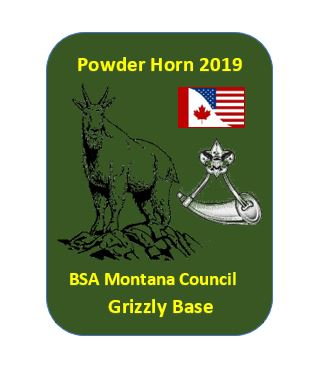 Powder Horn 2019
BSA Montana Council
Grizzly Base